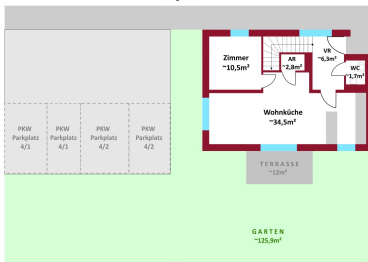 Zimmer
~10,5m²
AR
~2,8m²
VR
~6,3m²
WC
~1,7m²
Wohnküche
~34,5m²
PKW
Parkplatz
4/1
PKW
Parkplatz
4/1
PKW
Parkplatz
4/2
PKW
Parkplatz
4/2
TERRASSE
~12m²
GARTEN
~125,9m²